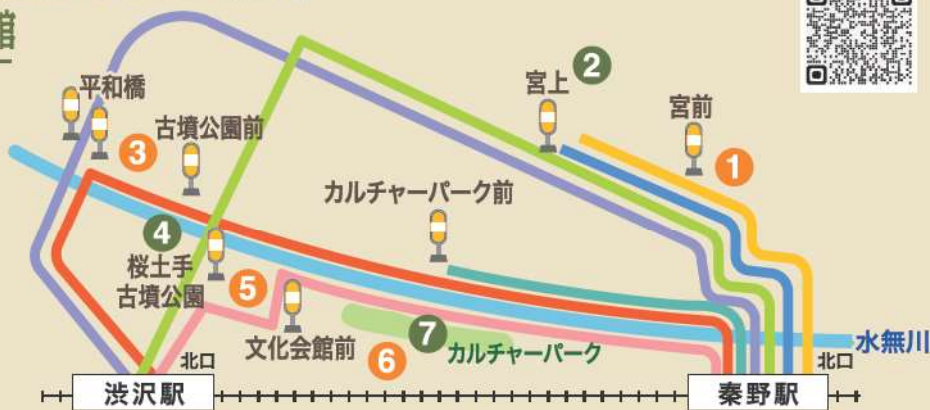 館
平和橋
3
古墳公園前
宮上
2
宮前
1
カルチャーパーク前
4
桜土手
古墳公園
5
文化会館前
6
7
カルチャーパーク
水無川
北口
渋沢駅
北口
秦野駅